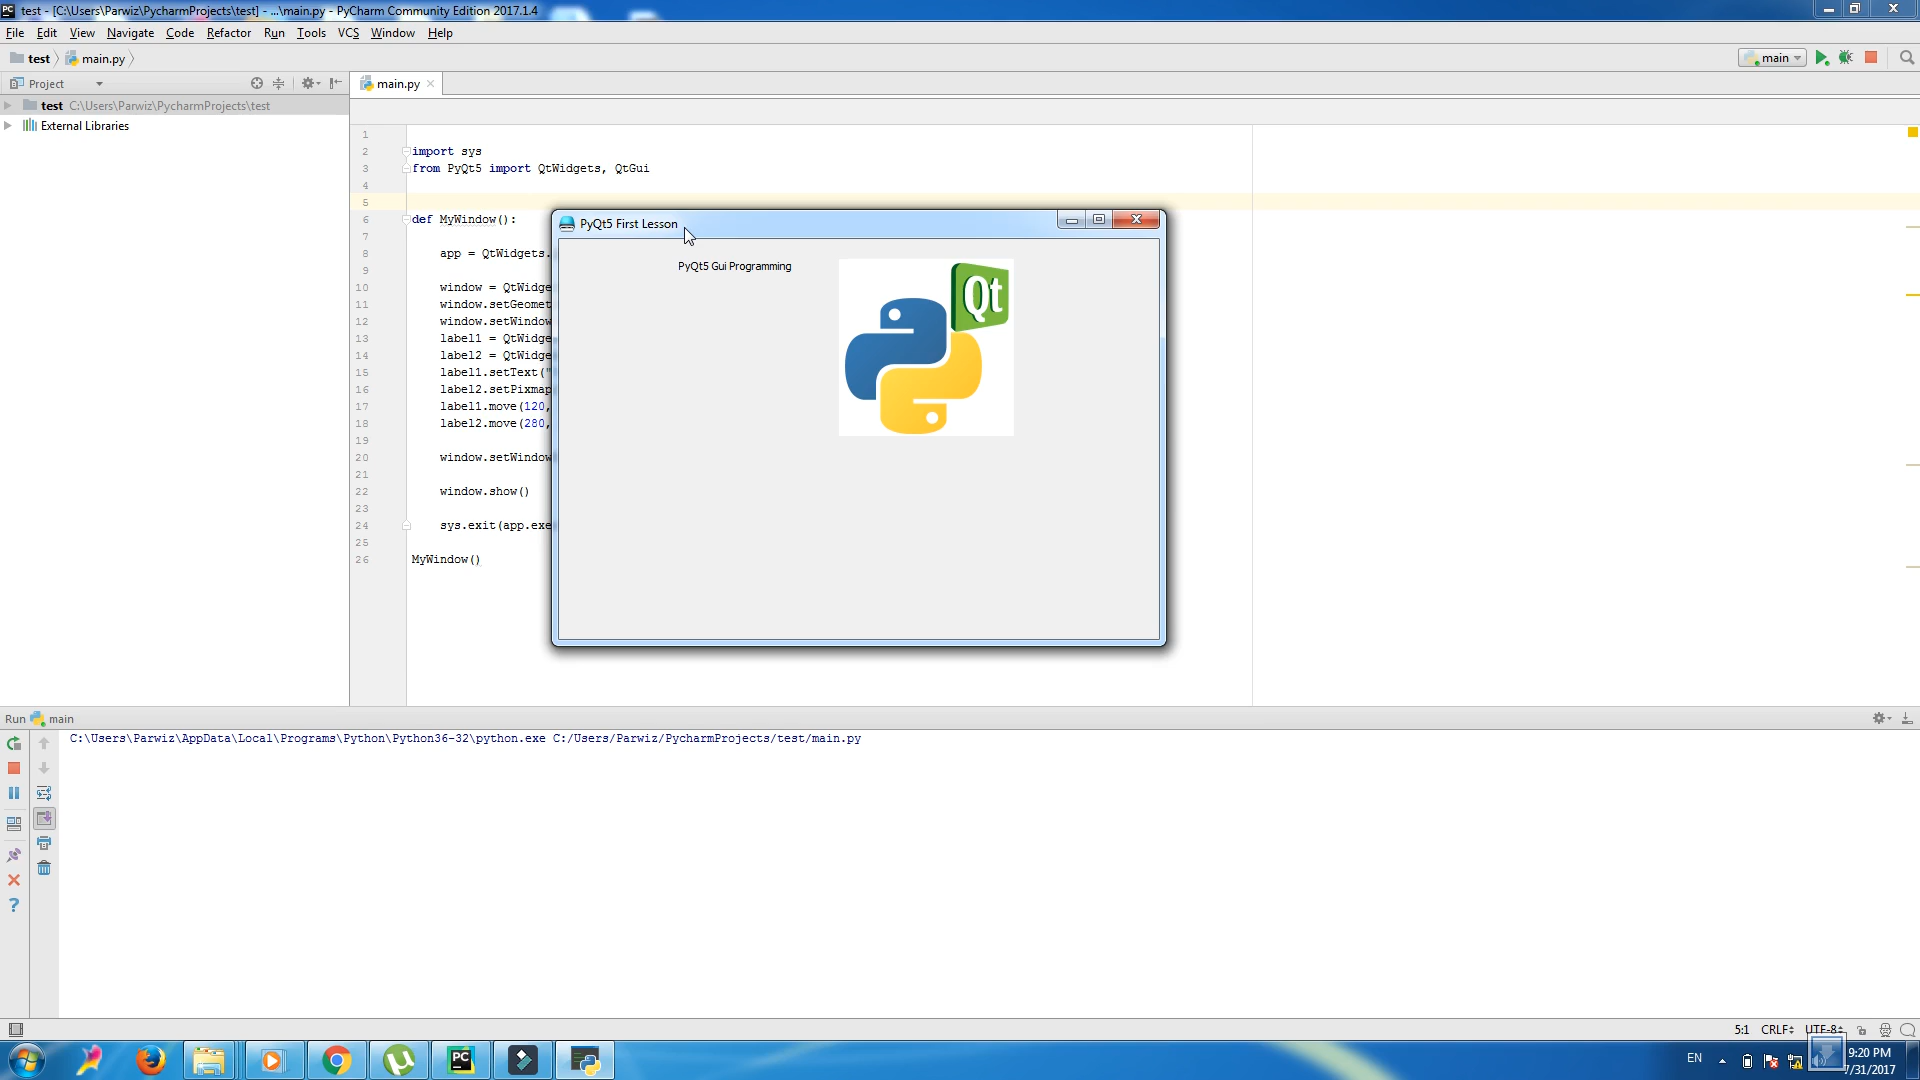 test - [C:\Users\Parwiz\PycharmProjects\test] - ...\main.py - PyCharm Community Edition 2017.1.4
File Edit View Navigate Code Refactor Run Tools VCS Window Help
test main.py
main
Project
main.py
test C:\Users\Parwiz\PycharmProjects\test
External Libraries
1
2 import sys
3 from PyQt5 import QtWidgets, QtGui
4
5
6 def MyWindow():
7
8 app = QtWidgets.
9
10 window = QtWidge
11 window.setGeomet
12 window.setWindow
13 label1 = QtWidge
14 label2 = QtWidge
15 label1.setText("
16 label2.setPixmap
17 label1.move(120,
18 label2.move(280,
19
20 window.setWindow
21
22 window.show()
23
24 sys.exit(app.exe
25
26 MyWindow()
PyQt5 First Lesson
PyQt5 Gui Programming
Qt
Run main
C:\Users\Parwiz\AppData\Local\Programs\Python\Python36-32\python.exe C:/Users/Parwiz/PycharmProjects/test/main.py
5:1 CRLF UTF-8
PC
EN
9:20 PM
7/31/2017